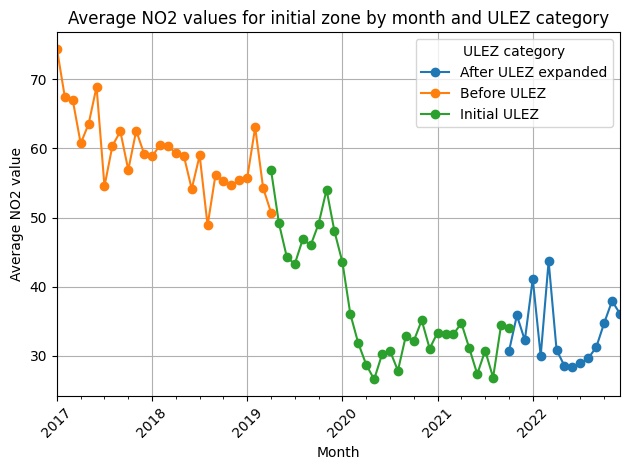 Average NO2 values for initial zone by month and ULEZ category
ULEZ category
After ULEZ expanded
Before ULEZ
Initial ULEZ
Average NO2 value
70
60
50
40
30
2017
2018
2019
2020
2021
2022
Month